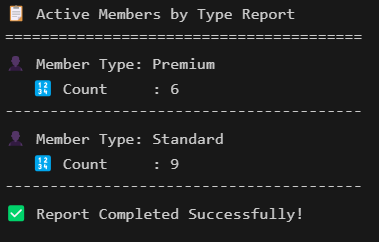 📋 Active Members by Type Report
========================================
👤 Member Type: Premium
🔢 Count     : 6
----------------------------------------
👤 Member Type: Standard
🔢 Count     : 9
----------------------------------------
✅ Report Completed Successfully!